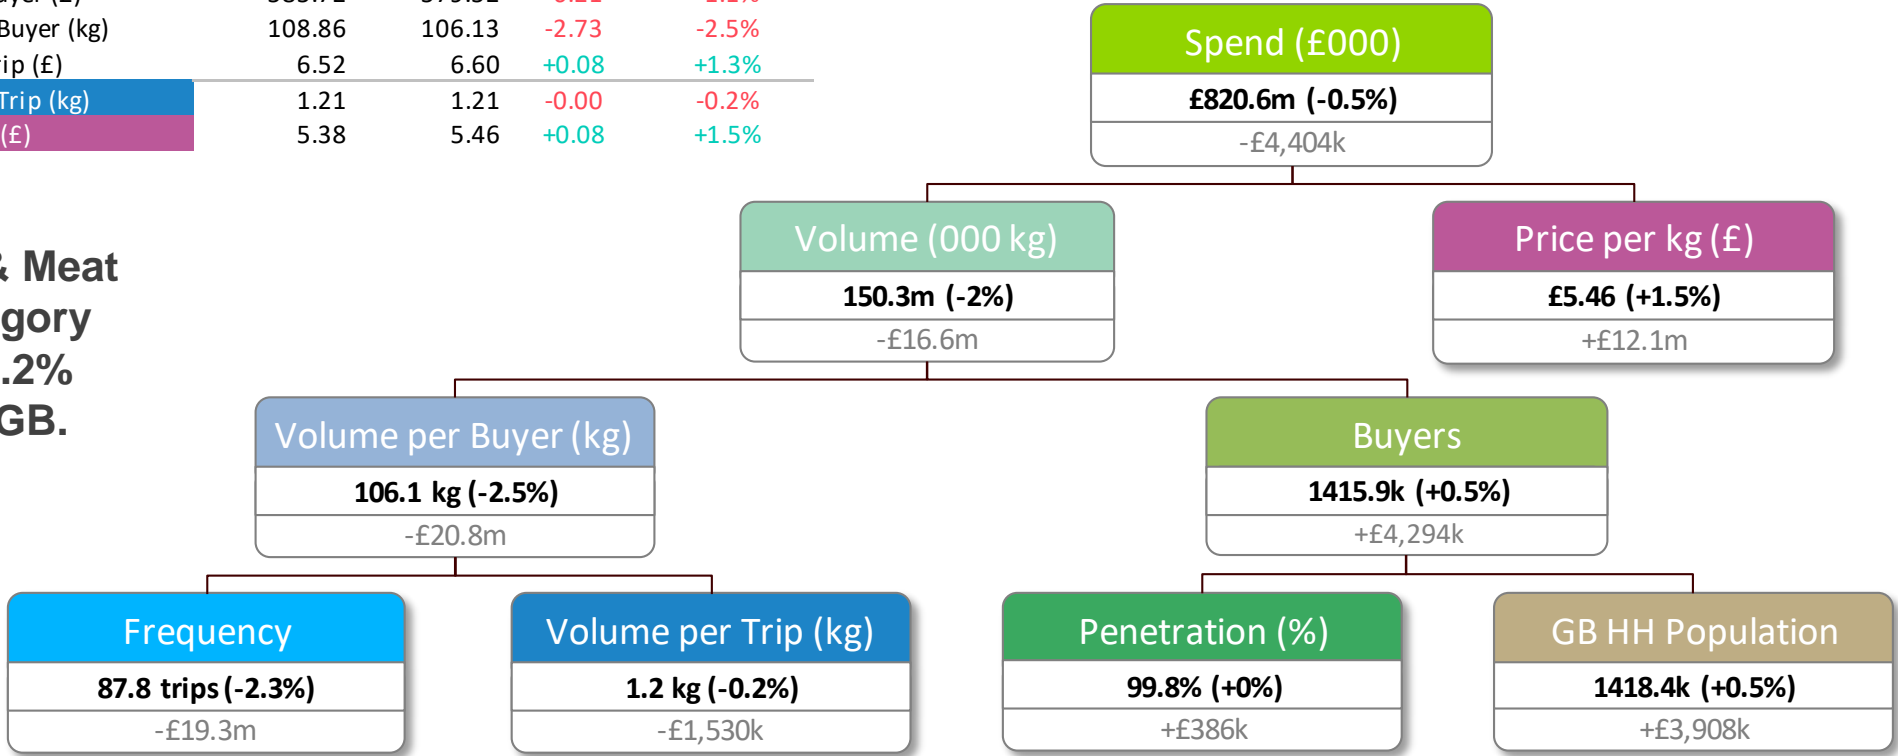 Buyer (kg) 108.86 106.13 -2.73 -2.5%
rip (£) 6.52 6.60 +0.08 +1.3%
Trip (kg) 1.21 1.21 -0.00 -0.2%
(£) 5.38 5.46 +0.08 +1.5%
Spend (£000)
£820.6m (-0.5%)
-£4,404k
Volume (000 kg)
150.3m (-2%)
-£16.6m
Price per kg (£)
£5.46 (+1.5%)
+£12.1m
& Meat
gory
.2%
GB.
Volume per Buyer (kg)
106.1 kg (-2.5%)
-£20.8m
Buyers
1415.9k (+0.5%)
+£4,294k
Frequency
87.8 trips (-2.3%)
-£19.3m
Volume per Trip (kg)
1.2 kg (-0.2%)
-£1,530k
Penetration (%)
99.8% (+0%)
+£386k
GB HH Population
1418.4k (+0.5%)
+£3,908k